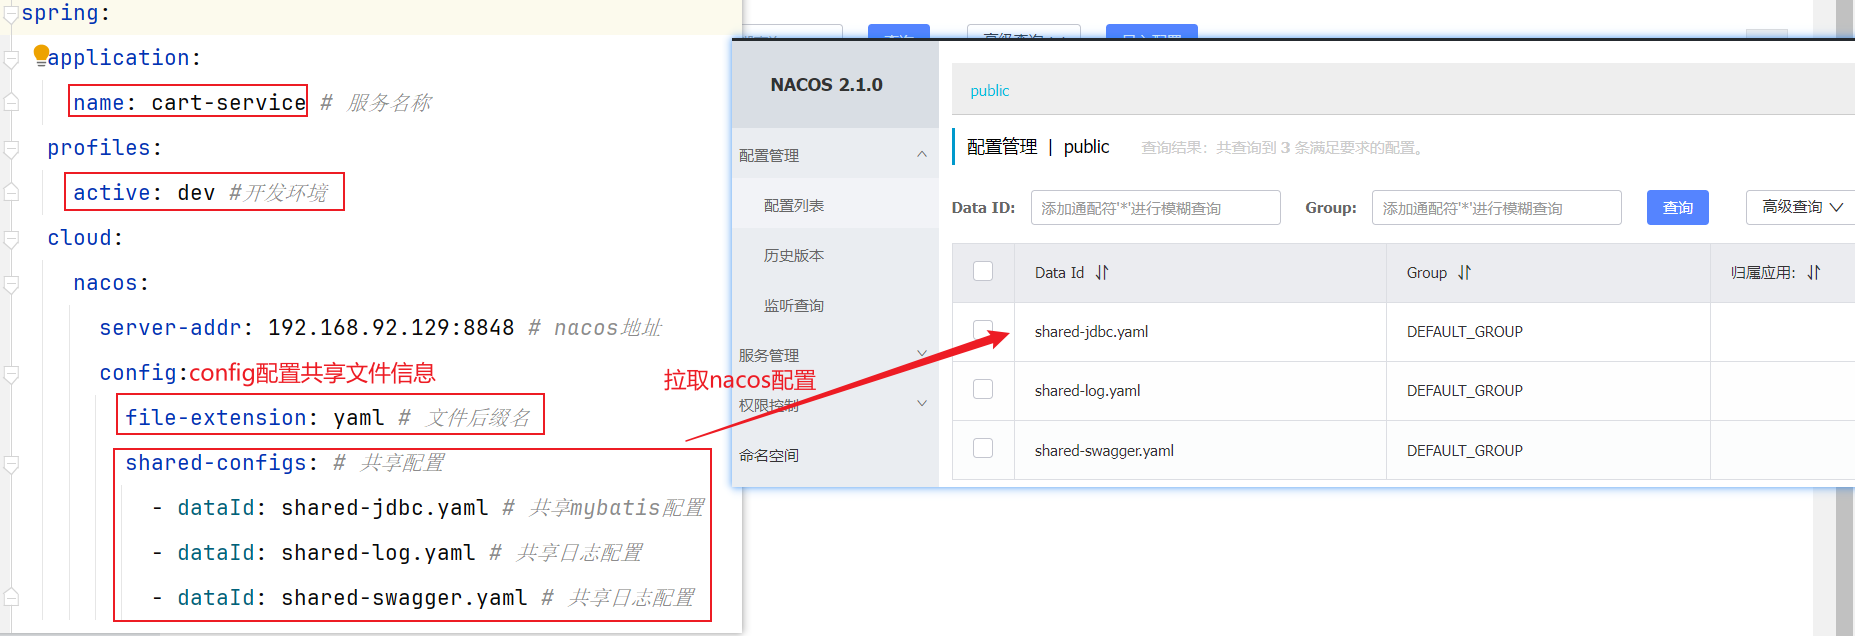 spring:
application:
name: cart-service # 服务名称
profiles:
active: dev #开发环境
cloud:
nacos:
server-addr: 192.168.92.129:8848 # nacos地址
config:config配置共享文件信息
file-extension: yaml # 文件后缀名
shared-configs: # 共享配置
- dataId: shared-jdbc.yaml # 共享mybatis配置
- dataId: shared-log.yaml # 共享日志配置
- dataId: shared-swagger.yaml # 共享日志配置
拉取nacos配置
NACOS 2.1.0
配置管理
配置列表
历史版本
监听查询
服务管理
权限控制
命名空间
public
配置管理 | public 查询结果：共查询到 3 条满足要求的配置。
Data ID: 添加通配符'*'进行模糊查询 Group: 添加通配符'*'进行模糊查询 查询 高级查询
Data Id Group 归属应用:
shared-jdbc.yaml DEFAULT_GROUP
shared-log.yaml DEFAULT_GROUP
shared-swagger.yaml DEFAULT_GROUP